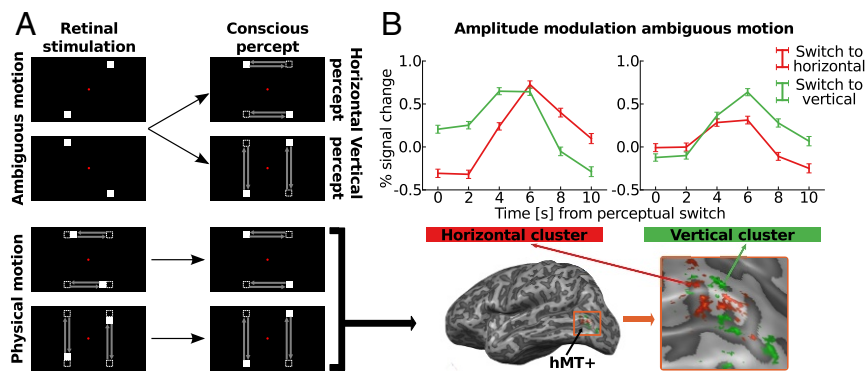 A
Retinal
stimulation
Conscious
percept
Ambiguous motion
Horizontal
percept
Vertical
percept
Physical motion
B
Amplitude modulation ambiguous motion
% signal change
1.0
0.5
0.0
-0.5
0 2 4 6 8 10
1.0
0.5
0.0
-0.5
0 2 4 6 8 10
Switch to
horizontal
Switch to
vertical
Time [s] from perceptual switch
Horizontal cluster
Vertical cluster
hMT+